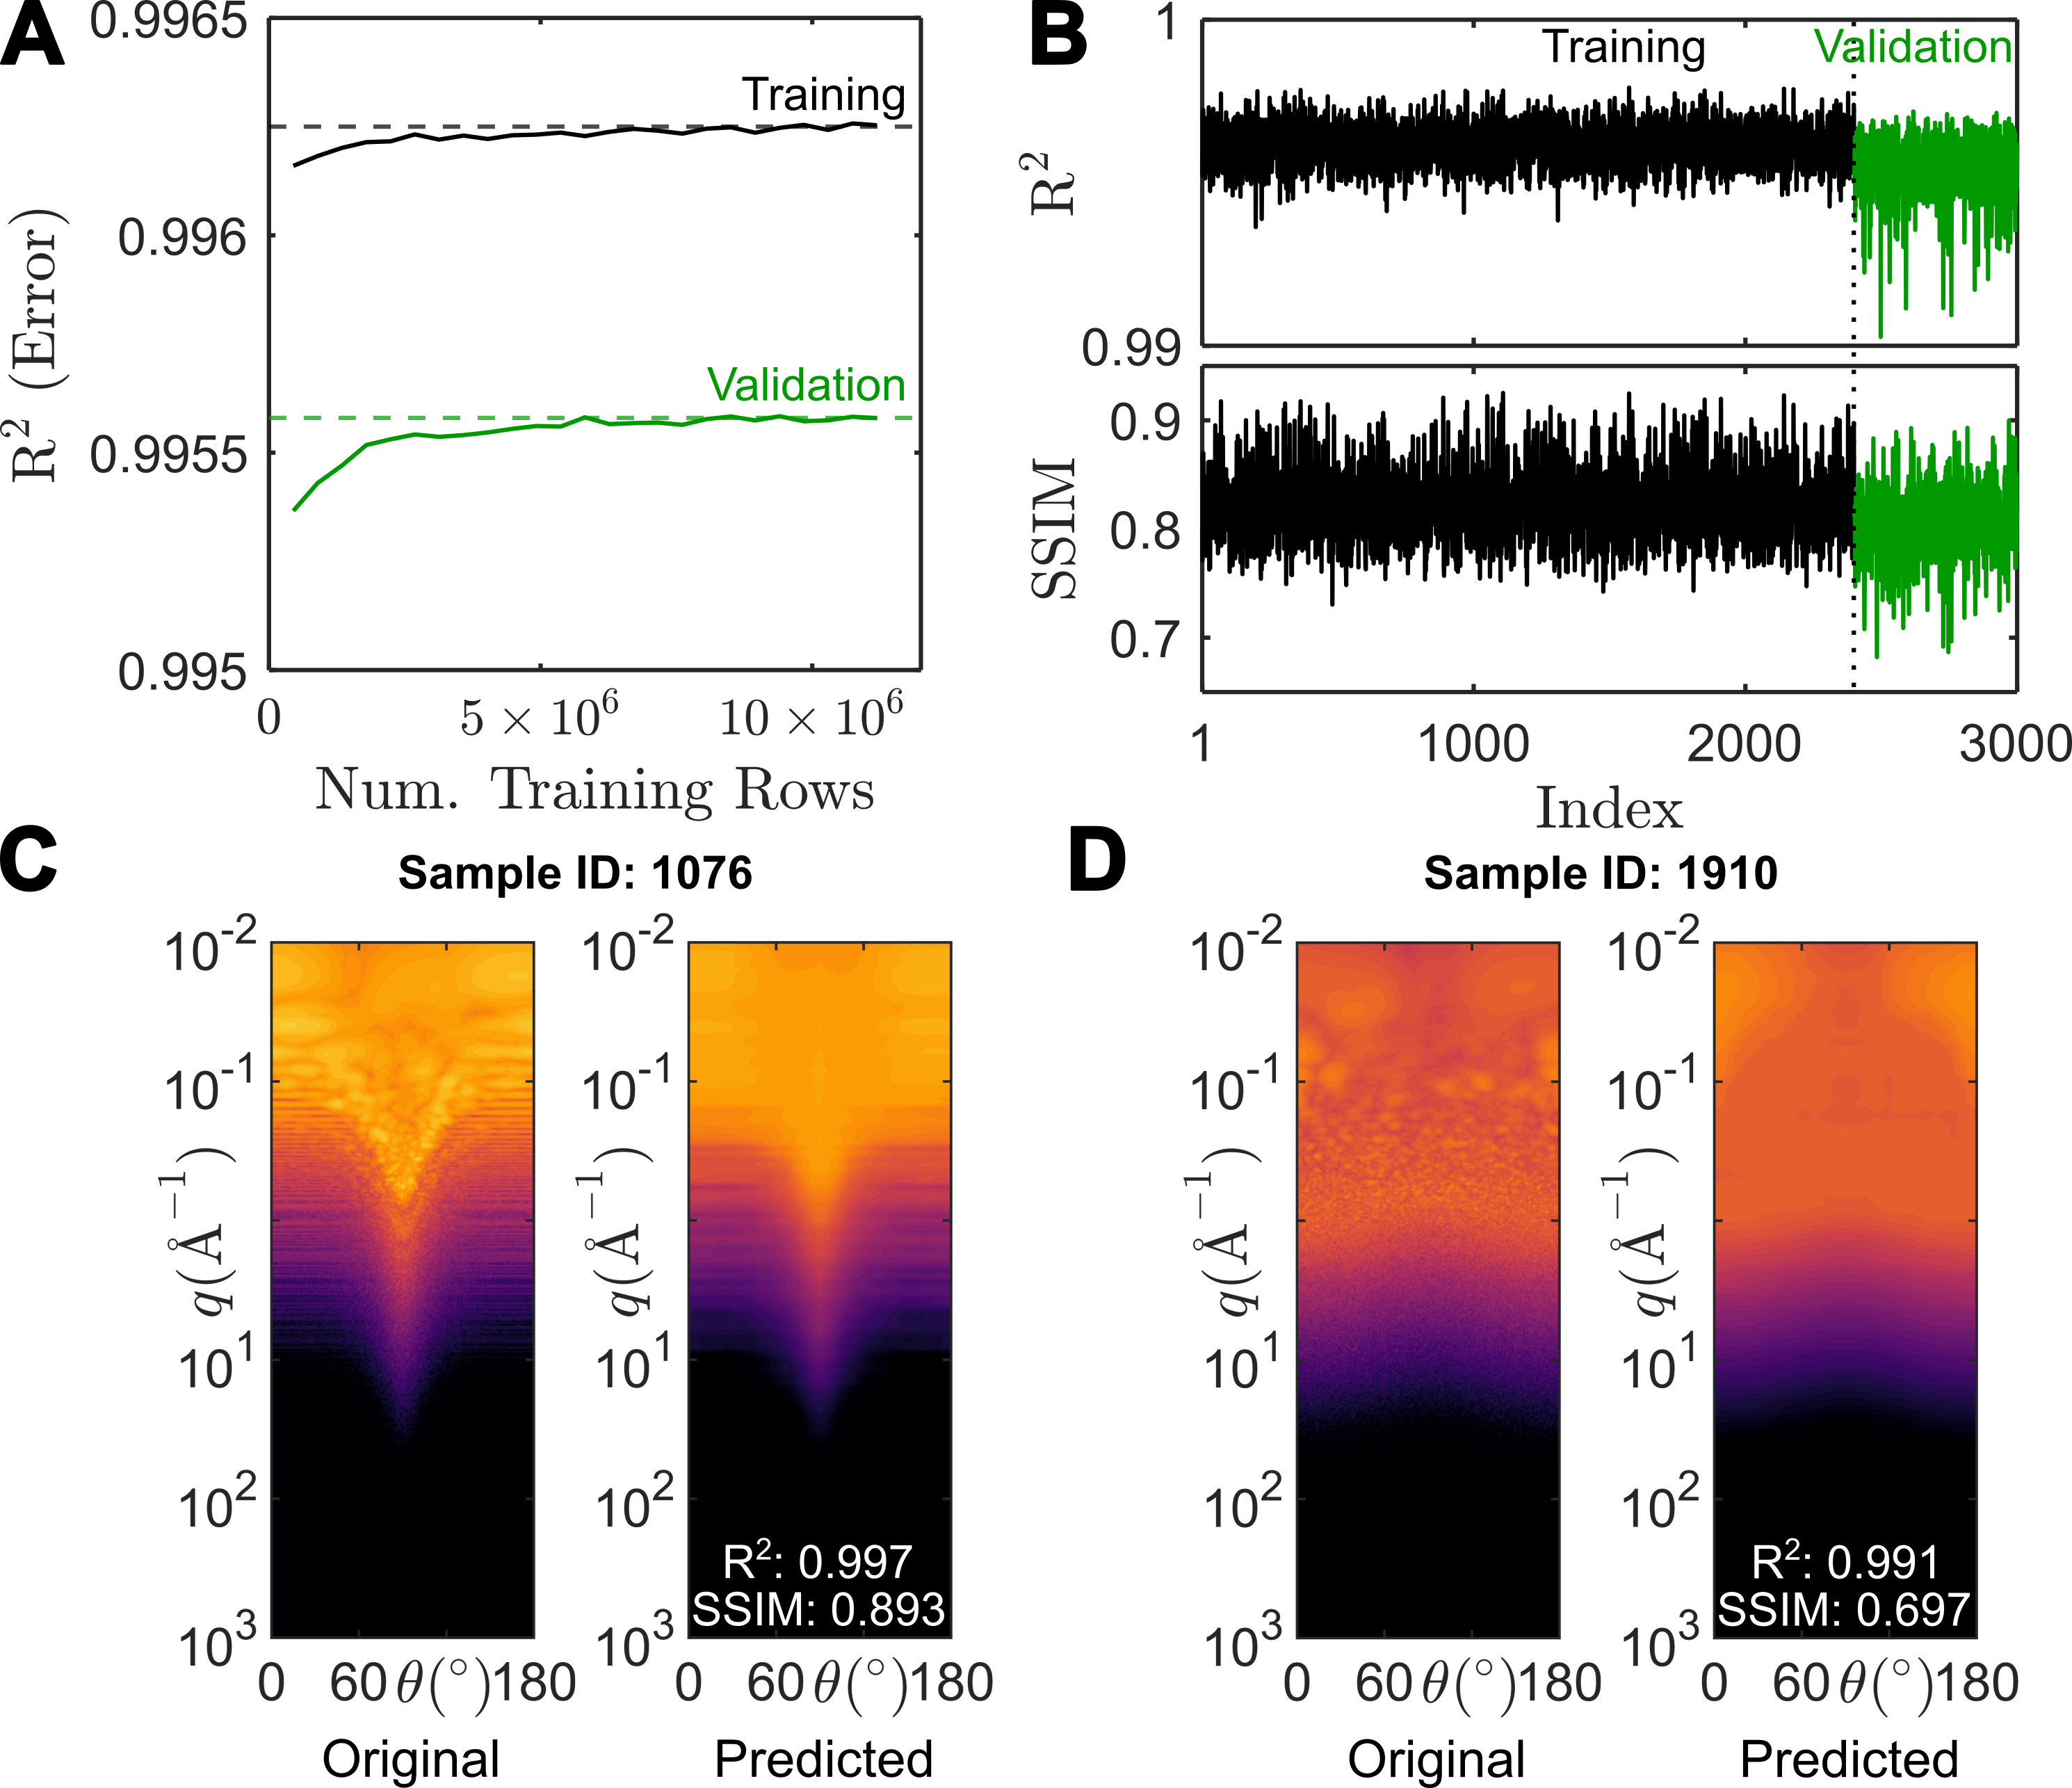 A
0.9965
0.996
0.9955
0.995
R² (Error)
Training
Validation
0
5 × 10⁶
10 × 10⁶
Num. Training Rows
B
1
0.99
R²
Training
Validation
0.9
0.8
0.7
SSIM
1
1000
2000
3000
Index
C
Sample ID: 1076
10⁻²
10⁻¹
10¹
10²
10³
q(Å⁻¹)
0
60
θ(°)
180
Original
10⁻²
10⁻¹
10¹
10²
10³
q(Å⁻¹)
R²: 0.997
SSIM: 0.893
0
60
θ(°)
180
Predicted
D
Sample ID: 1910
10⁻²
10⁻¹
10¹
10²
10³
q(Å⁻¹)
0
60
θ(°)
180
Original
10⁻²
10⁻¹
10¹
10²
10³
q(Å⁻¹)
R²: 0.991
SSIM: 0.697
0
60
θ(°)
180
Predicted